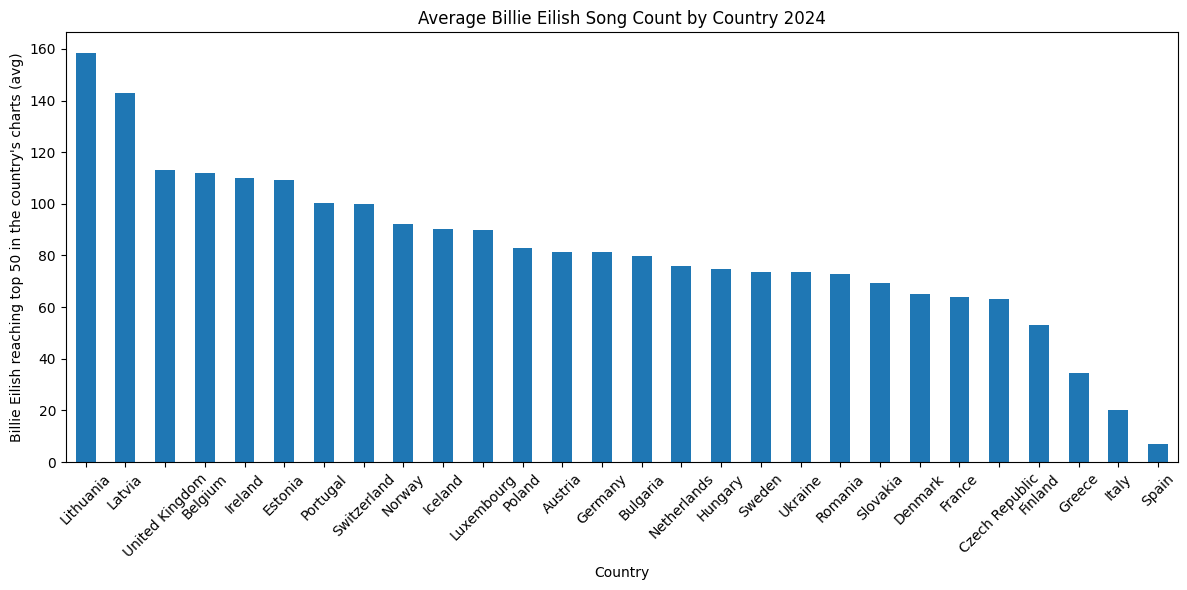 Average Billie Eilish Song Count by Country 2024
Billie Eilish reaching top 50 in the country's charts (avg)
160
140
120
100
80
60
40
20
0
Lithuania
Latvia
United Kingdom
Belgium
Ireland
Estonia
Portugal
Switzerland
Norway
Iceland
Luxembourg
Poland
Austria
Germany
Bulgaria
Netherlands
Hungary
Sweden
Ukraine
Romania
Slovakia
Denmark
France
Czech Republic
Finland
Greece
Italy
Spain
Country